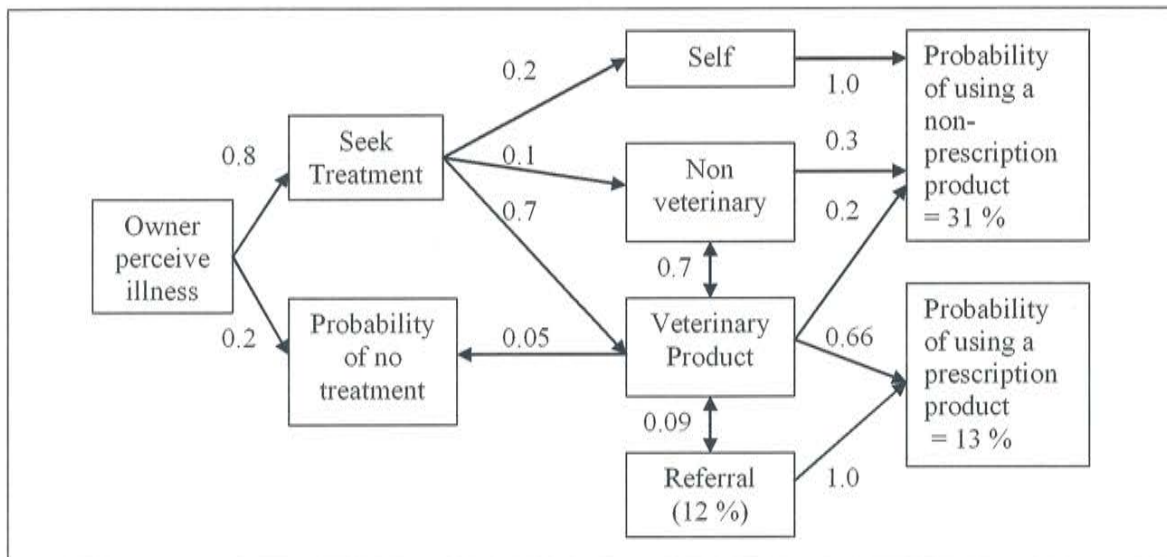 Owner
perceive
illness
0.8
0.2
Seek
Treatment
Probability
of no
treatment
0.2
0.1
0.7
0.05
Self
Non
veterinary
0.7
Veterinary
Product
0.09
Referral
(12 %)
1.0
0.3
0.2
0.66
1.0
Probability
of using a
non-
prescription
product
= 31 %
Probability
of using a
prescription
product
= 13 %